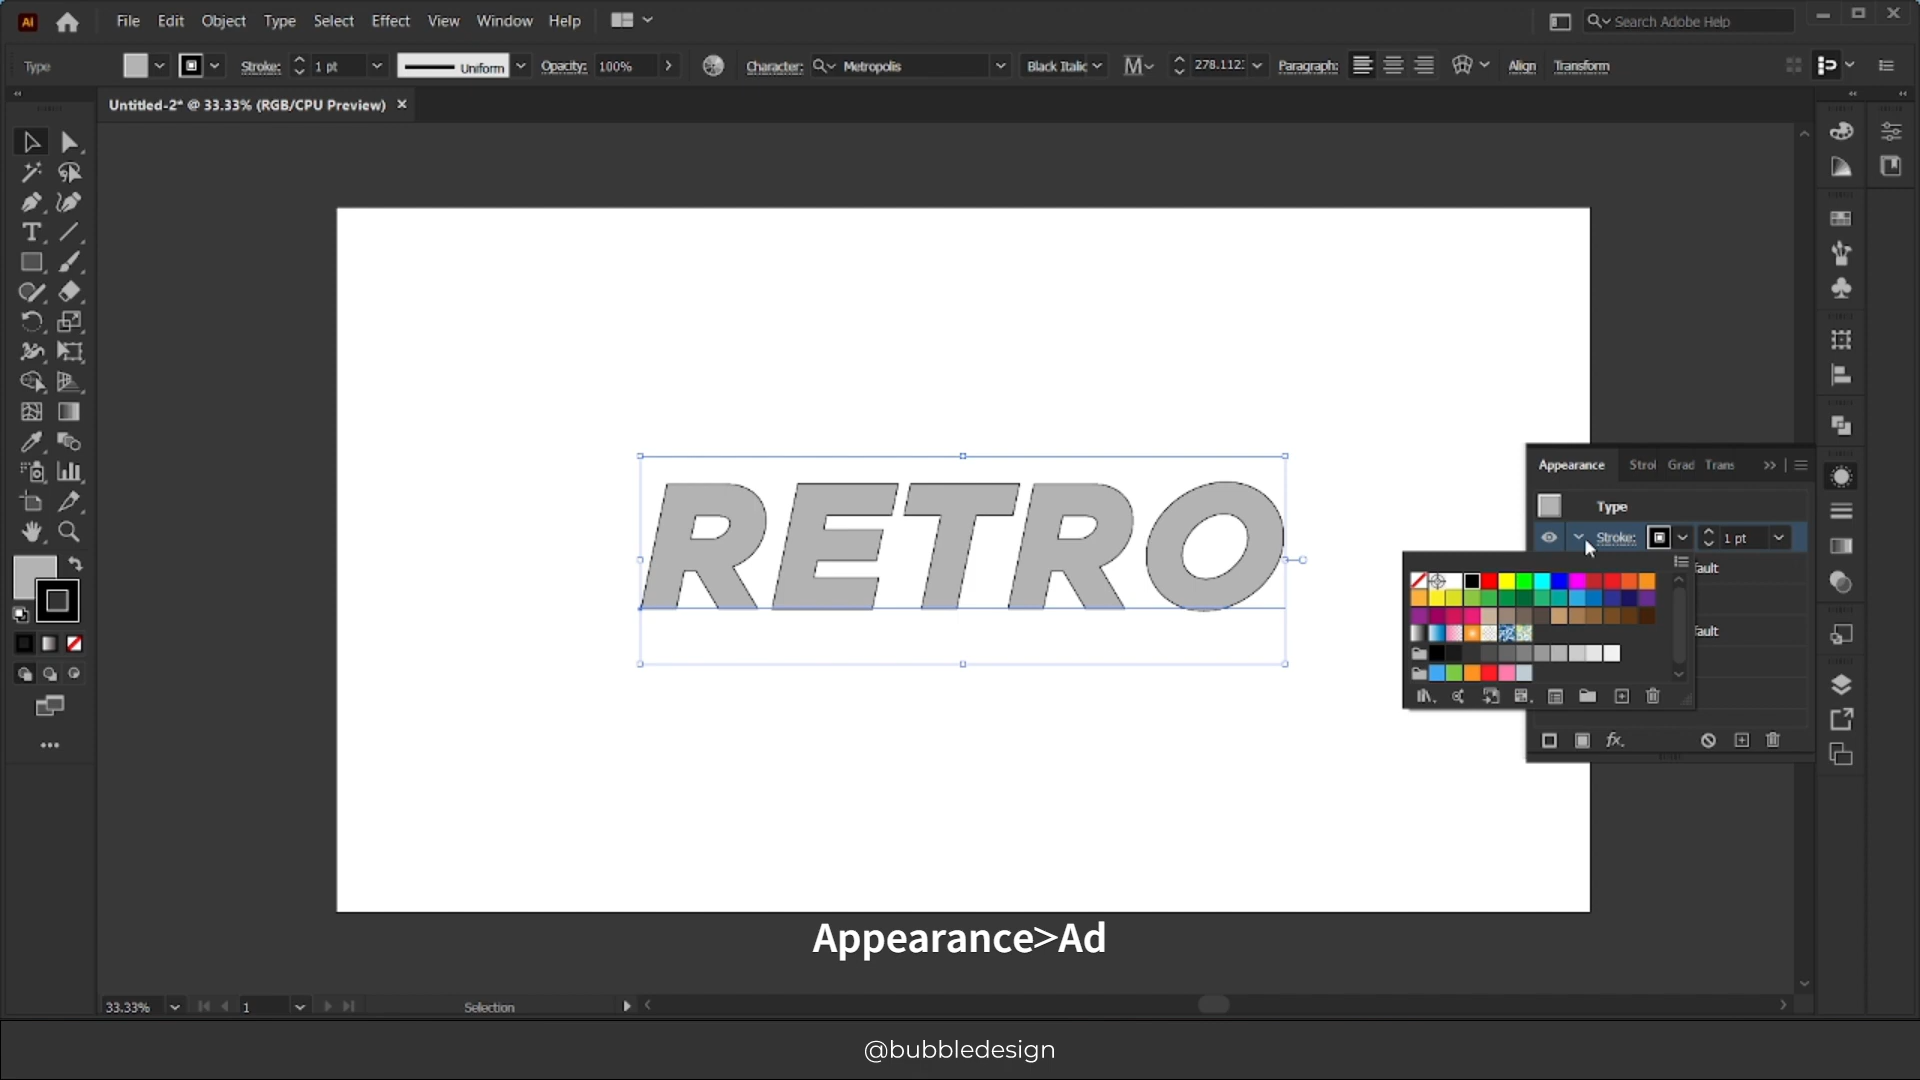 Ai File Edit Object Type Select Effect View Window Help Search Adobe Help
Type Stroke: 1 pt Uniform Opacity: 100% Character: Metropolis Black Italic 278.112: Paragraph: Align Transform
Untitled-2* @ 33.33% (RGB/CPU Preview)
RETRO
Appearance Strol Grad Trans
Type
Stroke: 1 pt
fault
fault
fx
Appearance>Ad
33.33% 1 Selection
@bubbledesign